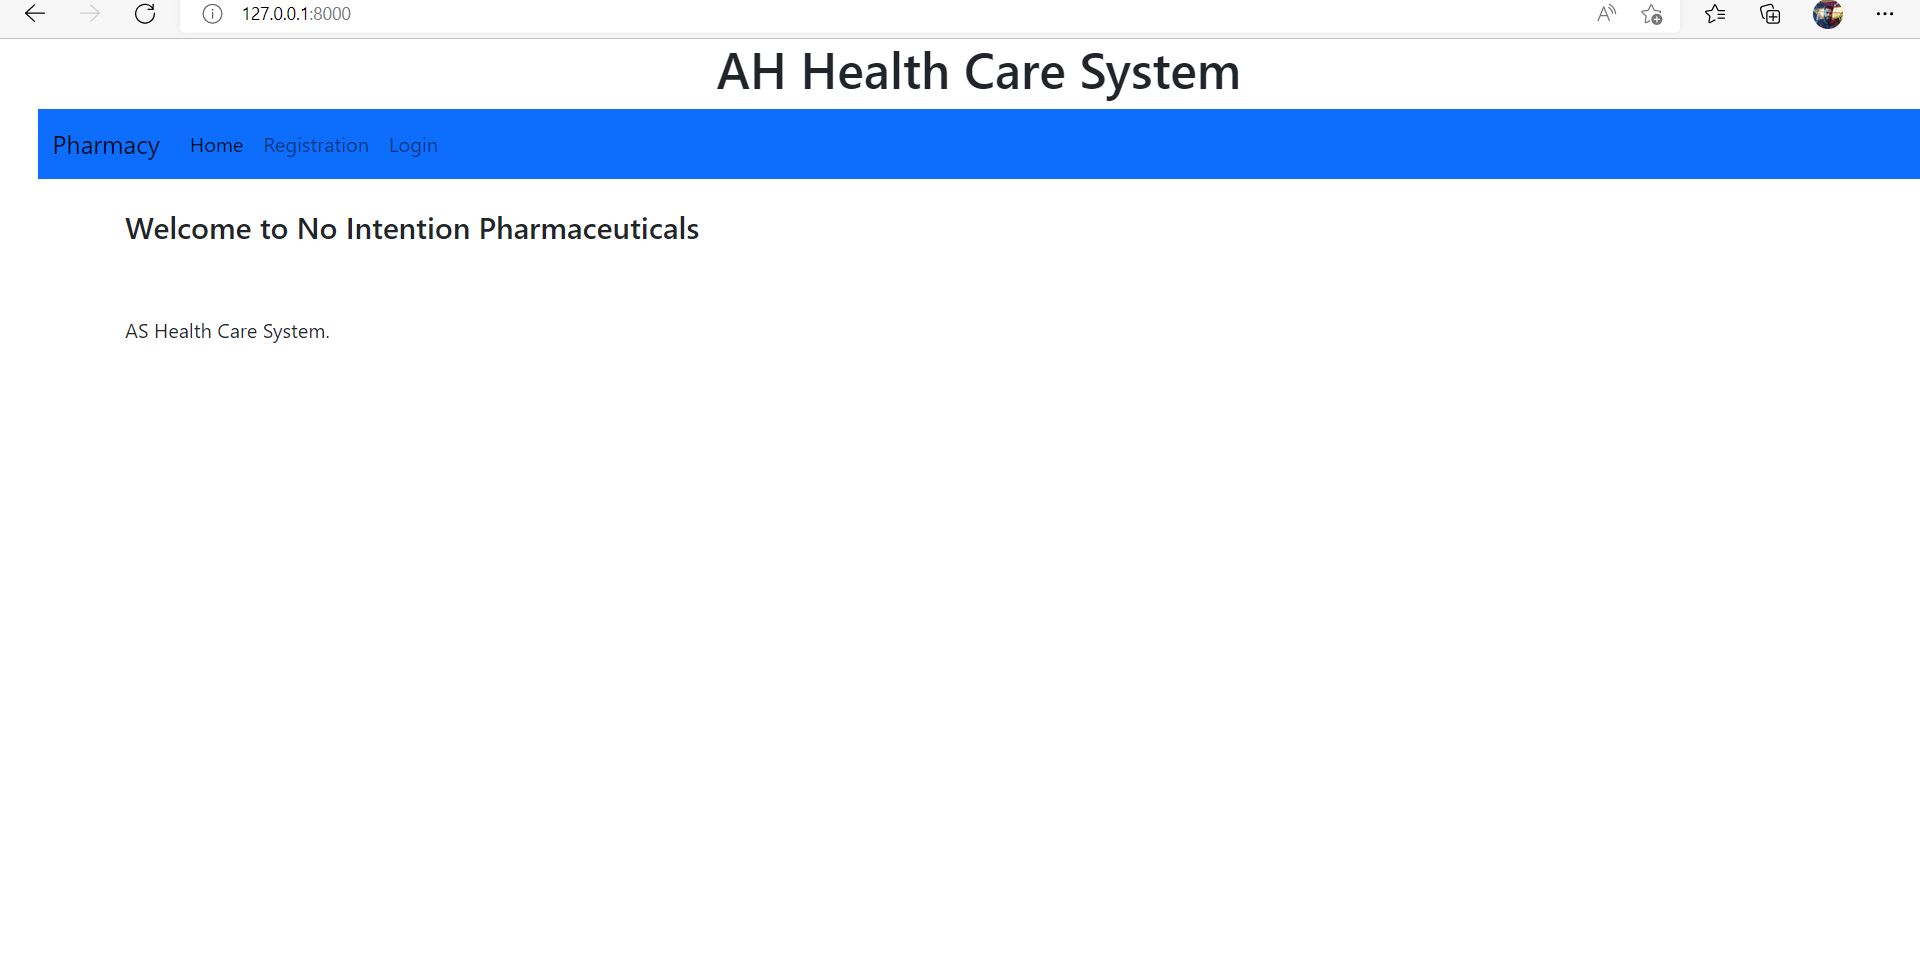 127.0.0.1:8000
AH Health Care System
Pharmacy Home Registration Login
Welcome to No Intention Pharmaceuticals
AS Health Care System.